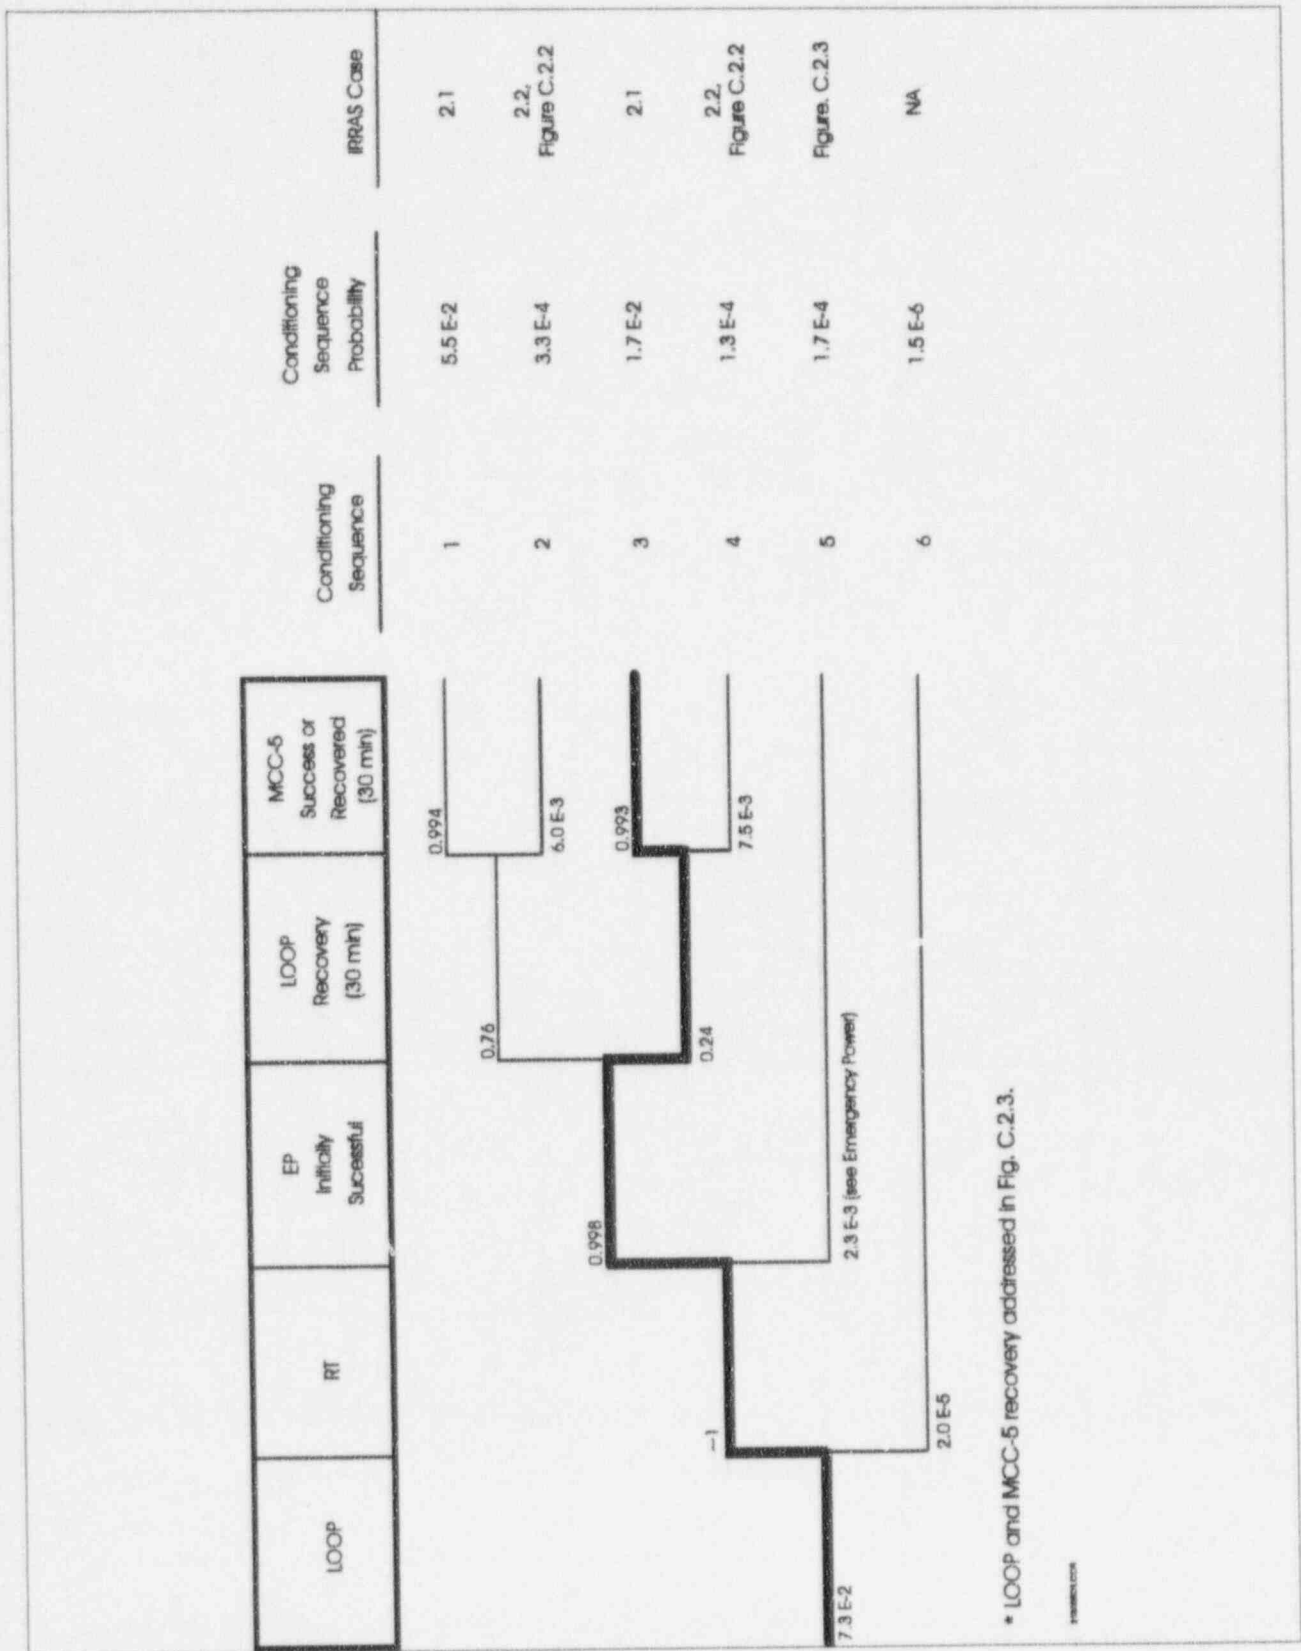 LOOP
RT
EP
Initially
Sucessful
LOOP
Recovery
(30 min)
MCC-5
Success or
Recovered
(30 min)
Conditioning
Sequence
Conditioning
Sequence
Probability
IRRAS Case
0.994
1
5.5 E-2
2.1
0.76
6.0 E-3
2
3.3 E-4
2.2,
Figure C.2.2
0.998
0.993
3
1.7 E-2
2.1
0.24
7.5 E-3
4
1.3 E-4
2.2,
Figure C.2.2
~1
2.3 E-3 (see Emergency Power)
5
1.7 E-4
Figure. C.2.3
7.3 E-2
2.0 E-5
6
1.5 E-6
NA
* LOOP and MCC-5 recovery addressed in Fig. C.2.3.